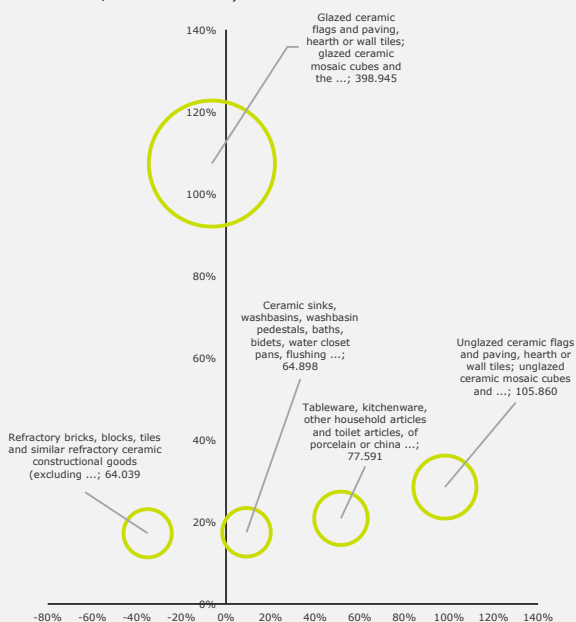 140%
Glazed ceramic
flags and paving,
hearth or wall tiles;
glazed ceramic
mosaic cubes and
the ...; 398.945
120%
100%
80%
Ceramic sinks,
washbasins, washbasin
pedestals, baths,
bidets, water closet
pans, flushing ...;
64.898
60%
Unglazed ceramic flags
and paving, hearth or
wall tiles; unglazed
ceramic mosaic cubes
and ...; 105.860
Tableware, kitchenware,
other household articles
and toilet articles, of
porcelain or china ...;
77.591
40%
Refractory bricks, blocks, tiles
and similar refractory ceramic
constructional goods
(excluding ...; 64.039
20%
0%
-80% -60% -40% -20% 0% 20% 40% 60% 80% 100% 120% 140%